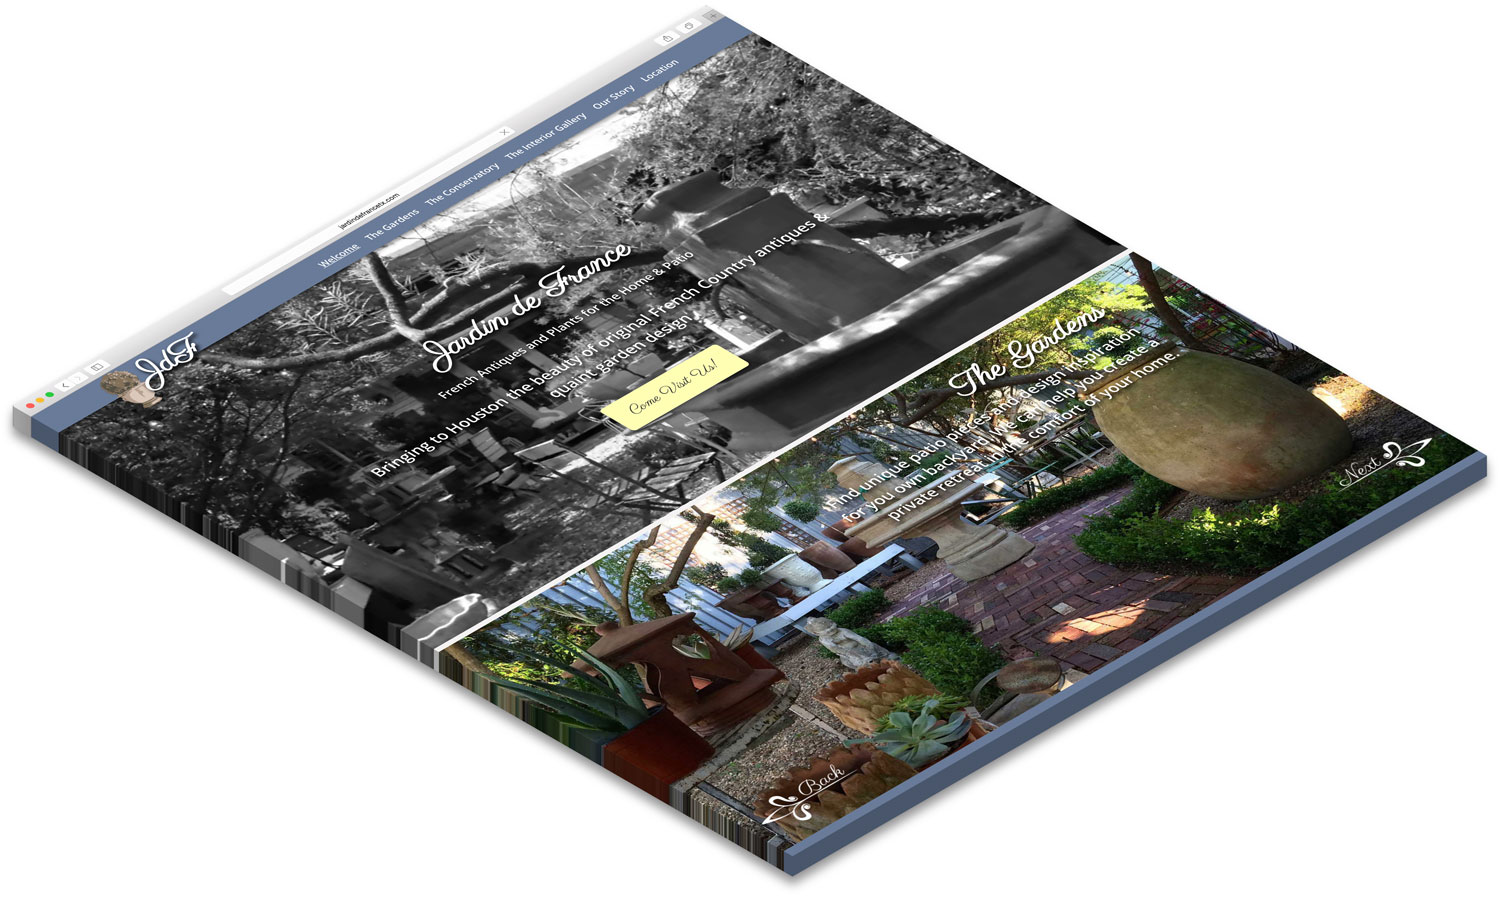 jardindefrancetx.com
JdF
Welcome The Gardens The Conservatory The Interior Gallery Our Story Location
Jardin de France
French Antiques and Plants for the Home & Patio
Bringing to Houston the beauty of original French Country antiques &
quaint garden design.
Come Visit Us!
The Gardens
Find unique patio pieces and design inspiration
for you own backyard. We can help you create a
private retreat in the comfort of your home.
Back
Next